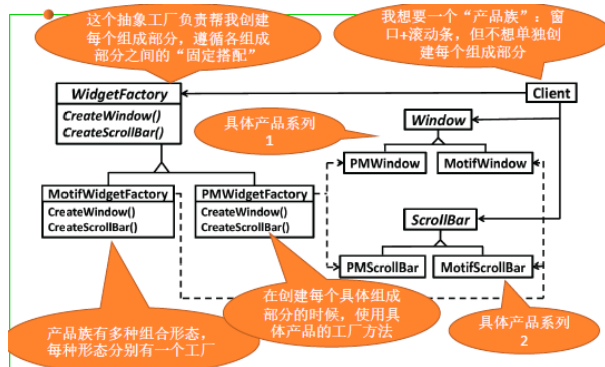 这个抽象工厂负责帮我创建
每个组成部分，遵循各组成
部分之间的“固定搭配”
我想要一个“产品族”：窗
口+滚动条，但不想单独创
建每个组成部分
WidgetFactory
CreateWindow()
CreateScrollBar()
Client
Window
具体产品系列
1
PMWindow
MotifWindow
MotifWidgetFactory
CreateWindow()
CreateScrollBar()
PMWidgetFactory
CreateWindow()
CreateScrollBar()
ScrollBar
PMScrollBar
MotifScrollBar
在创建每个具体组成
部分的时候，使用具
体产品的工厂方法
产品族有多种组合形态，
每种形态分别有一个工厂
具体产品系列
2